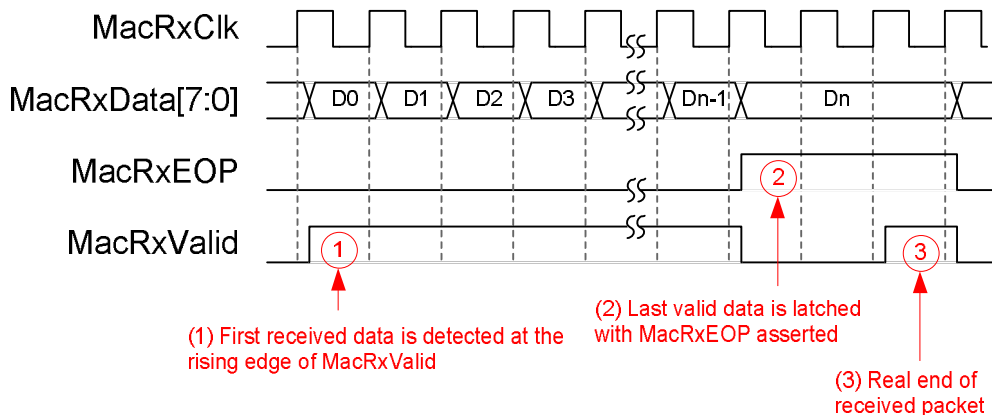 MacRxClk
MacRxData[7:0]
D0 D1 D2 D3 Dn-1 Dn
MacRxEOP
2
MacRxValid
1
3
(1) First received data is detected at the
rising edge of MacRxValid
(2) Last valid data is latched
with MacRxEOP asserted
(3) Real end of
received packet